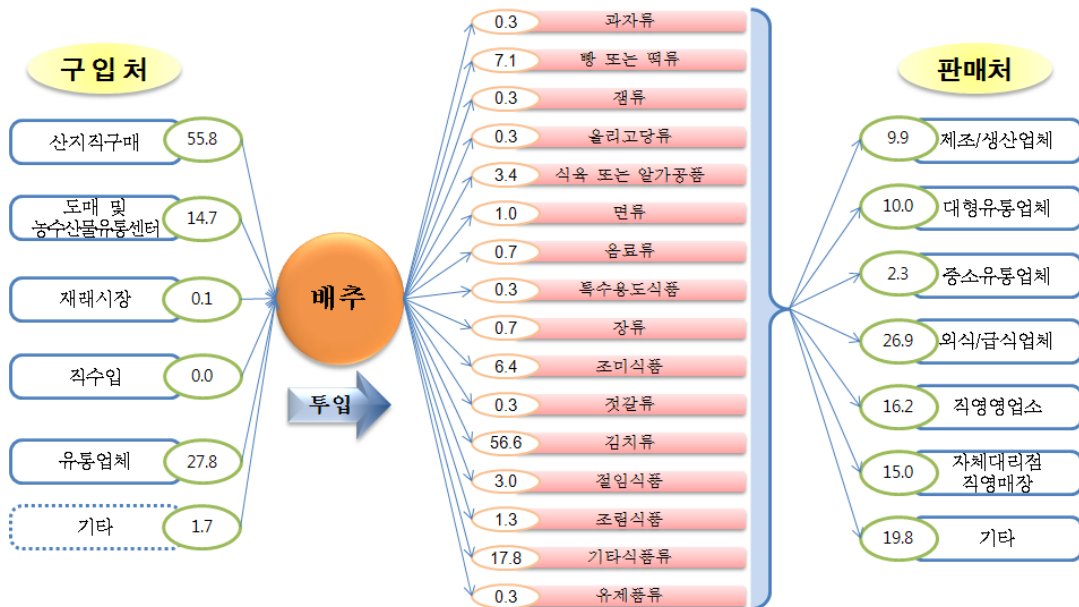 구입처
산지직구매 55.8
도매 및
농수산물유통센터 14.7
재래시장 0.1
직수입 0.0
유통업체 27.8
기타 1.7
배추
투입
0.3 과자류
7.1 빵 또는 떡류
0.3 잼류
0.3 올리고당류
3.4 식육 또는 알가공품
1.0 면류
0.7 음료류
0.3 특수용도식품
0.7 장류
6.4 조미식품
0.3 젓갈류
56.6 김치류
3.0 절임식품
1.3 조림식품
17.8 기타식품류
0.3 유제품류
판매처
9.9 제조/생산업체
10.0 대형유통업체
2.3 중소유통업체
26.9 외식/급식업체
16.2 직영영업소
15.0 자체대리점
직영매장
19.8 기타